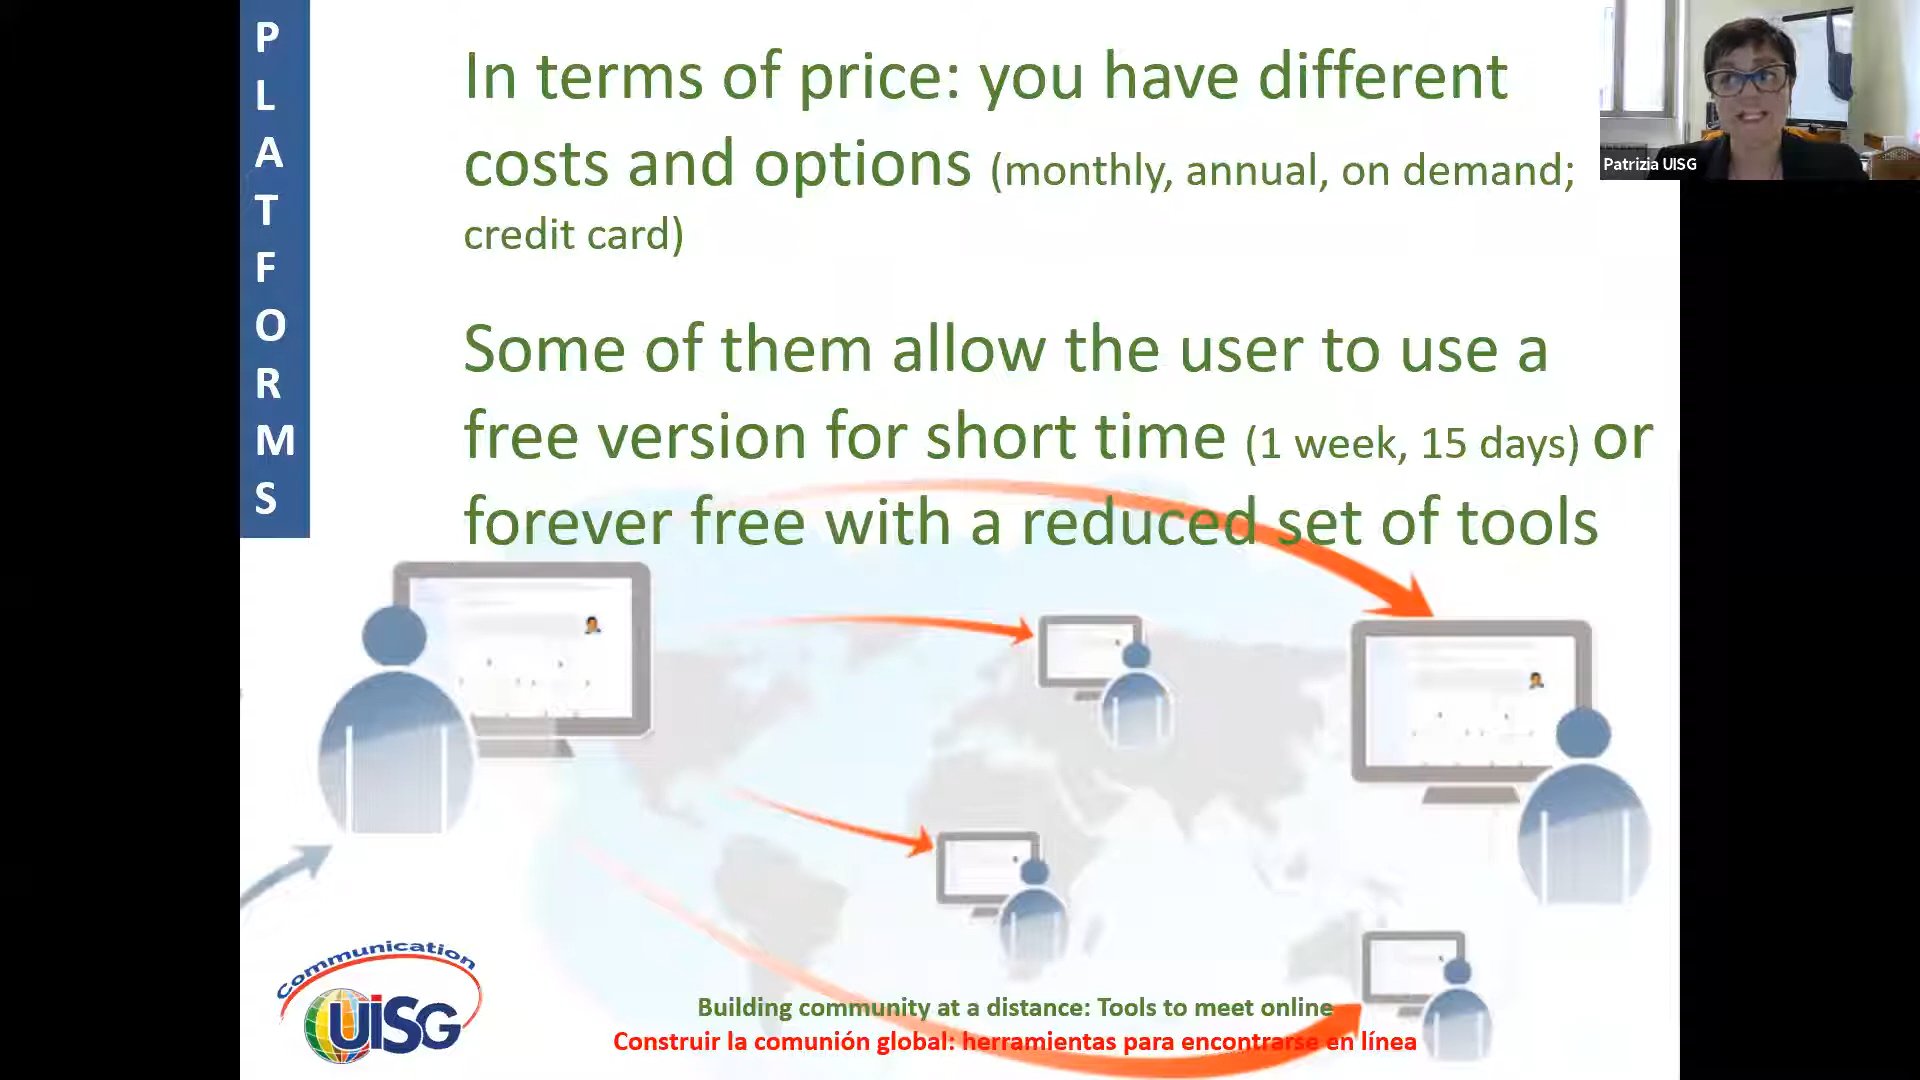 P
L
A
T
F
O
R
M
S
In terms of price: you have different
costs and options (monthly, annual, on demand;
credit card)
Some of them allow the user to use a
free version for short time (1 week, 15 days) or
forever free with a reduced set of tools
Patrizia UISG
Communication
UISG
Building community at a distance: Tools to meet online
Construir la comunión global: herramientas para encontrarse en línea